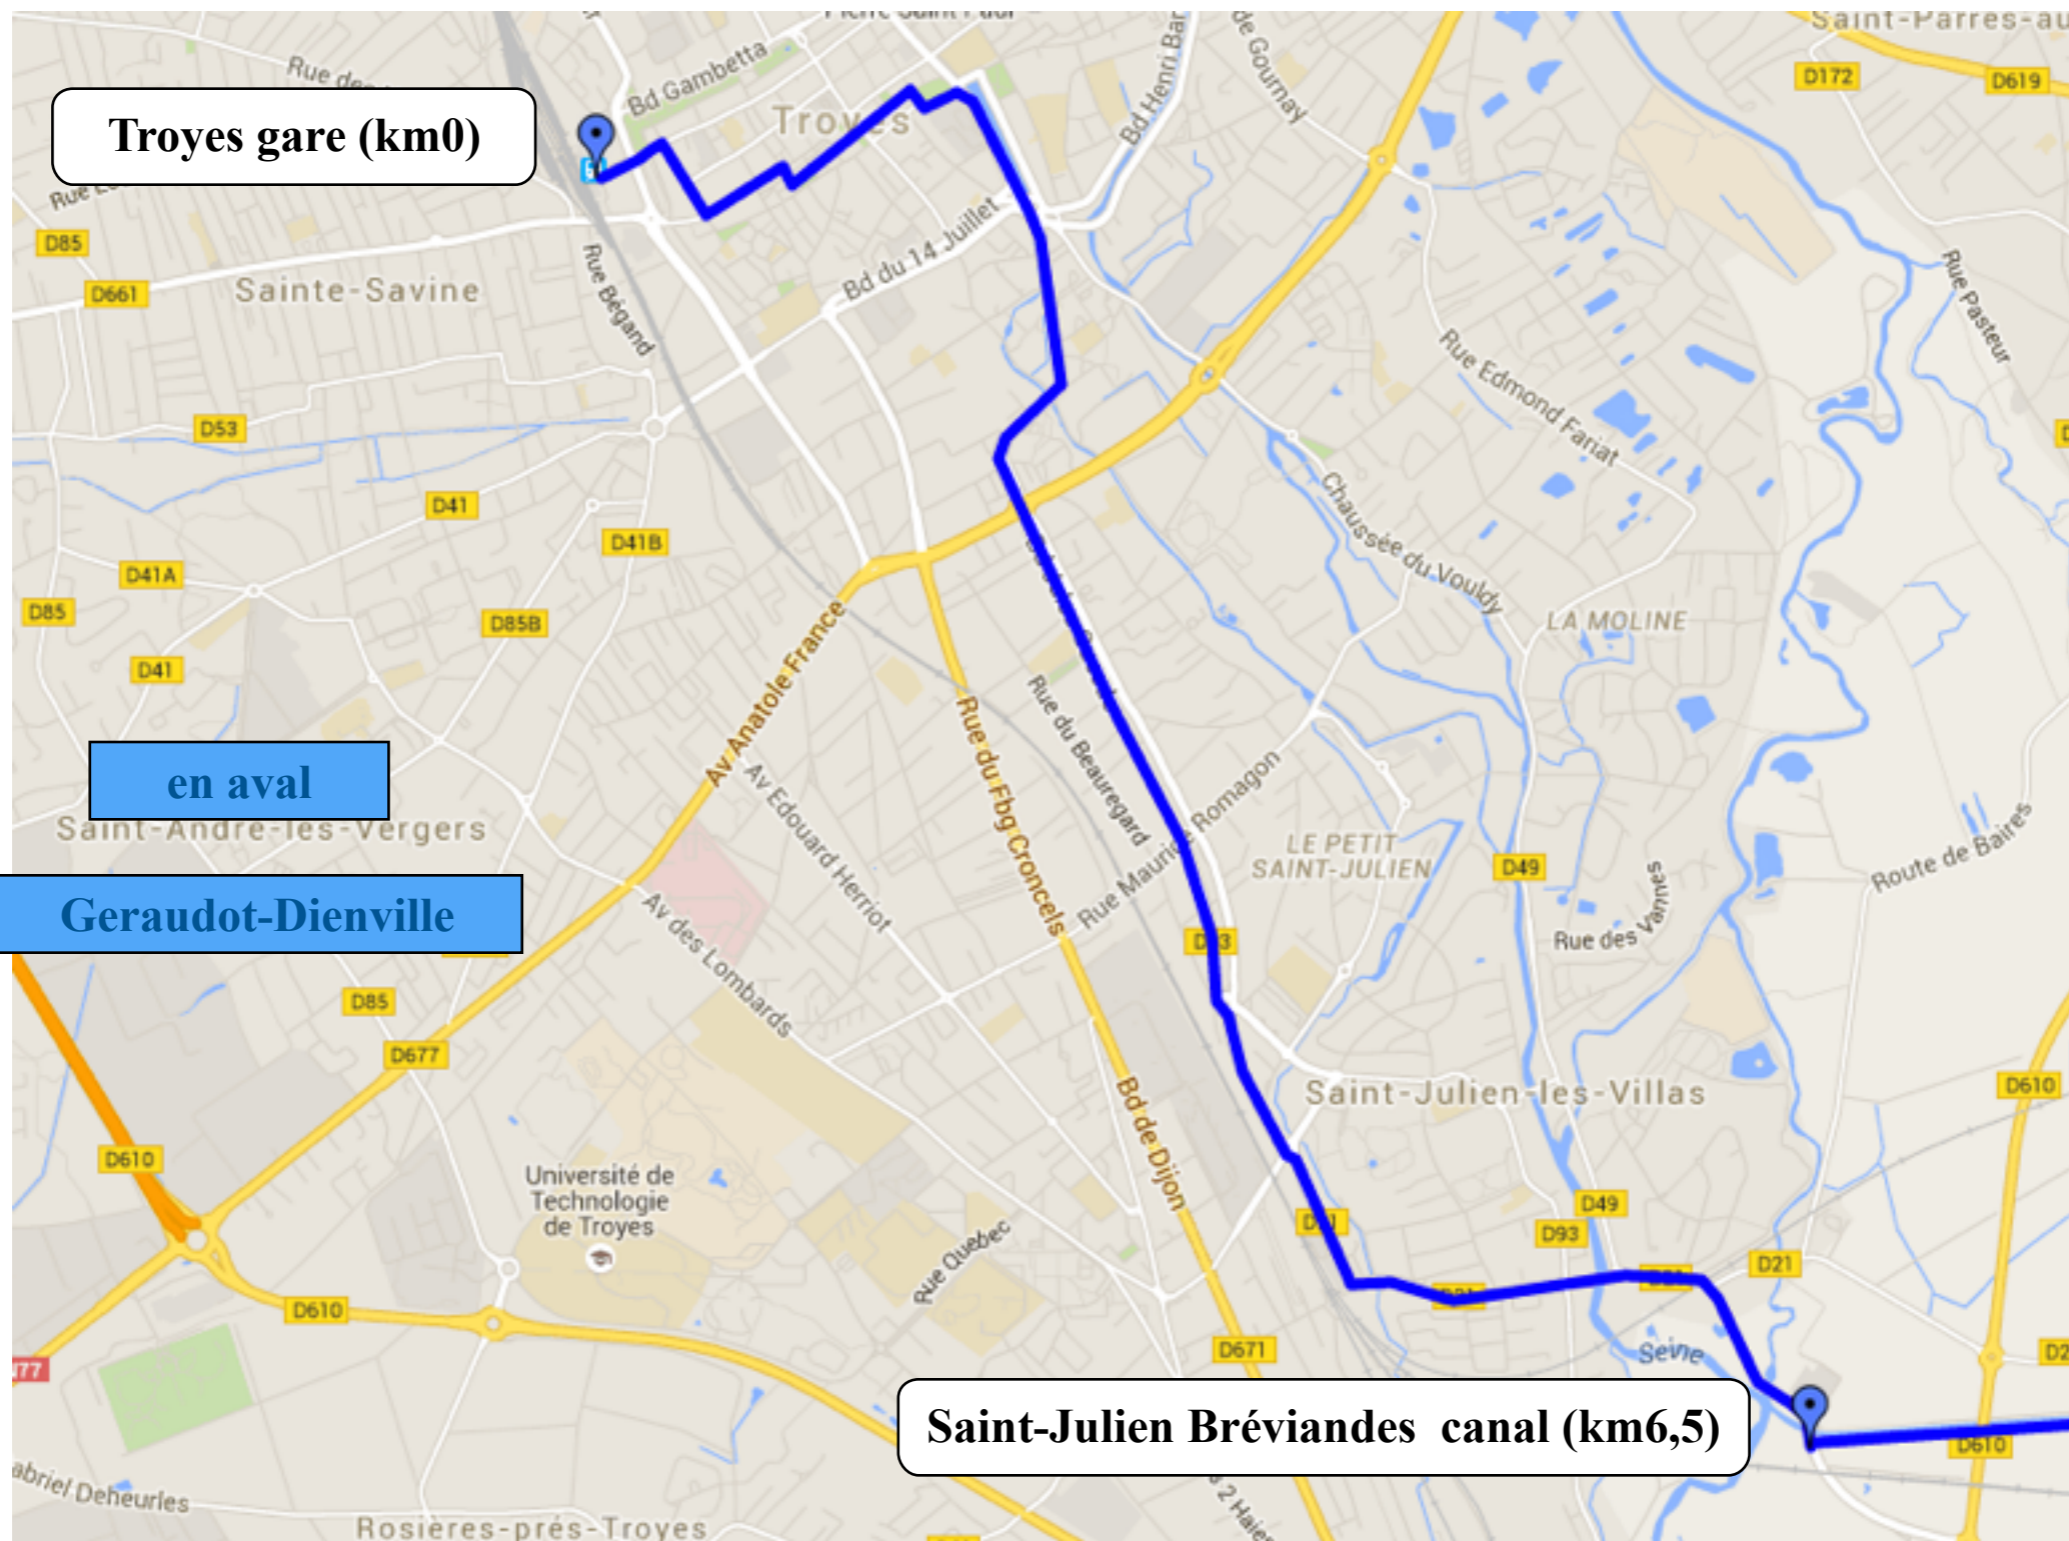 Saint-Parres-au
Bd Gambetta
D172
D619
Troyes gare (km0)
Troyes
Bd Henri Bar
de Gournay
D85
D661
Sainte-Savine
Rue Bégand
Bd du 14 Juillet
Rue Pasteur
Rue Edmond Fariat
D53
D41
D41B
Chaussée du Vouldy
D41A
D85
D85B
LA MOLINE
D41
Av Anatole France
Rue du Beauregard
Rue du Fbg Croncels
en aval
Saint-André-les-Vergers
Av Edouard Herriot
Rue Maurice Romagon
LE PETIT
SAINT-JULIEN
D49
Route de Baires
Geraudot-Dienville
Av des Lombards
Rue des Vannes
D85
D677
Bd de Dijon
Saint-Julien-les-Villas
D610
D610
Université de
Technologie
de Troyes
D49
D93
D21
Rue Québec
D610
D671
Seine
Saint-Julien Bréviandes canal (km6,5)
D610
abriel Deheurles
Rosières-près-Troyes